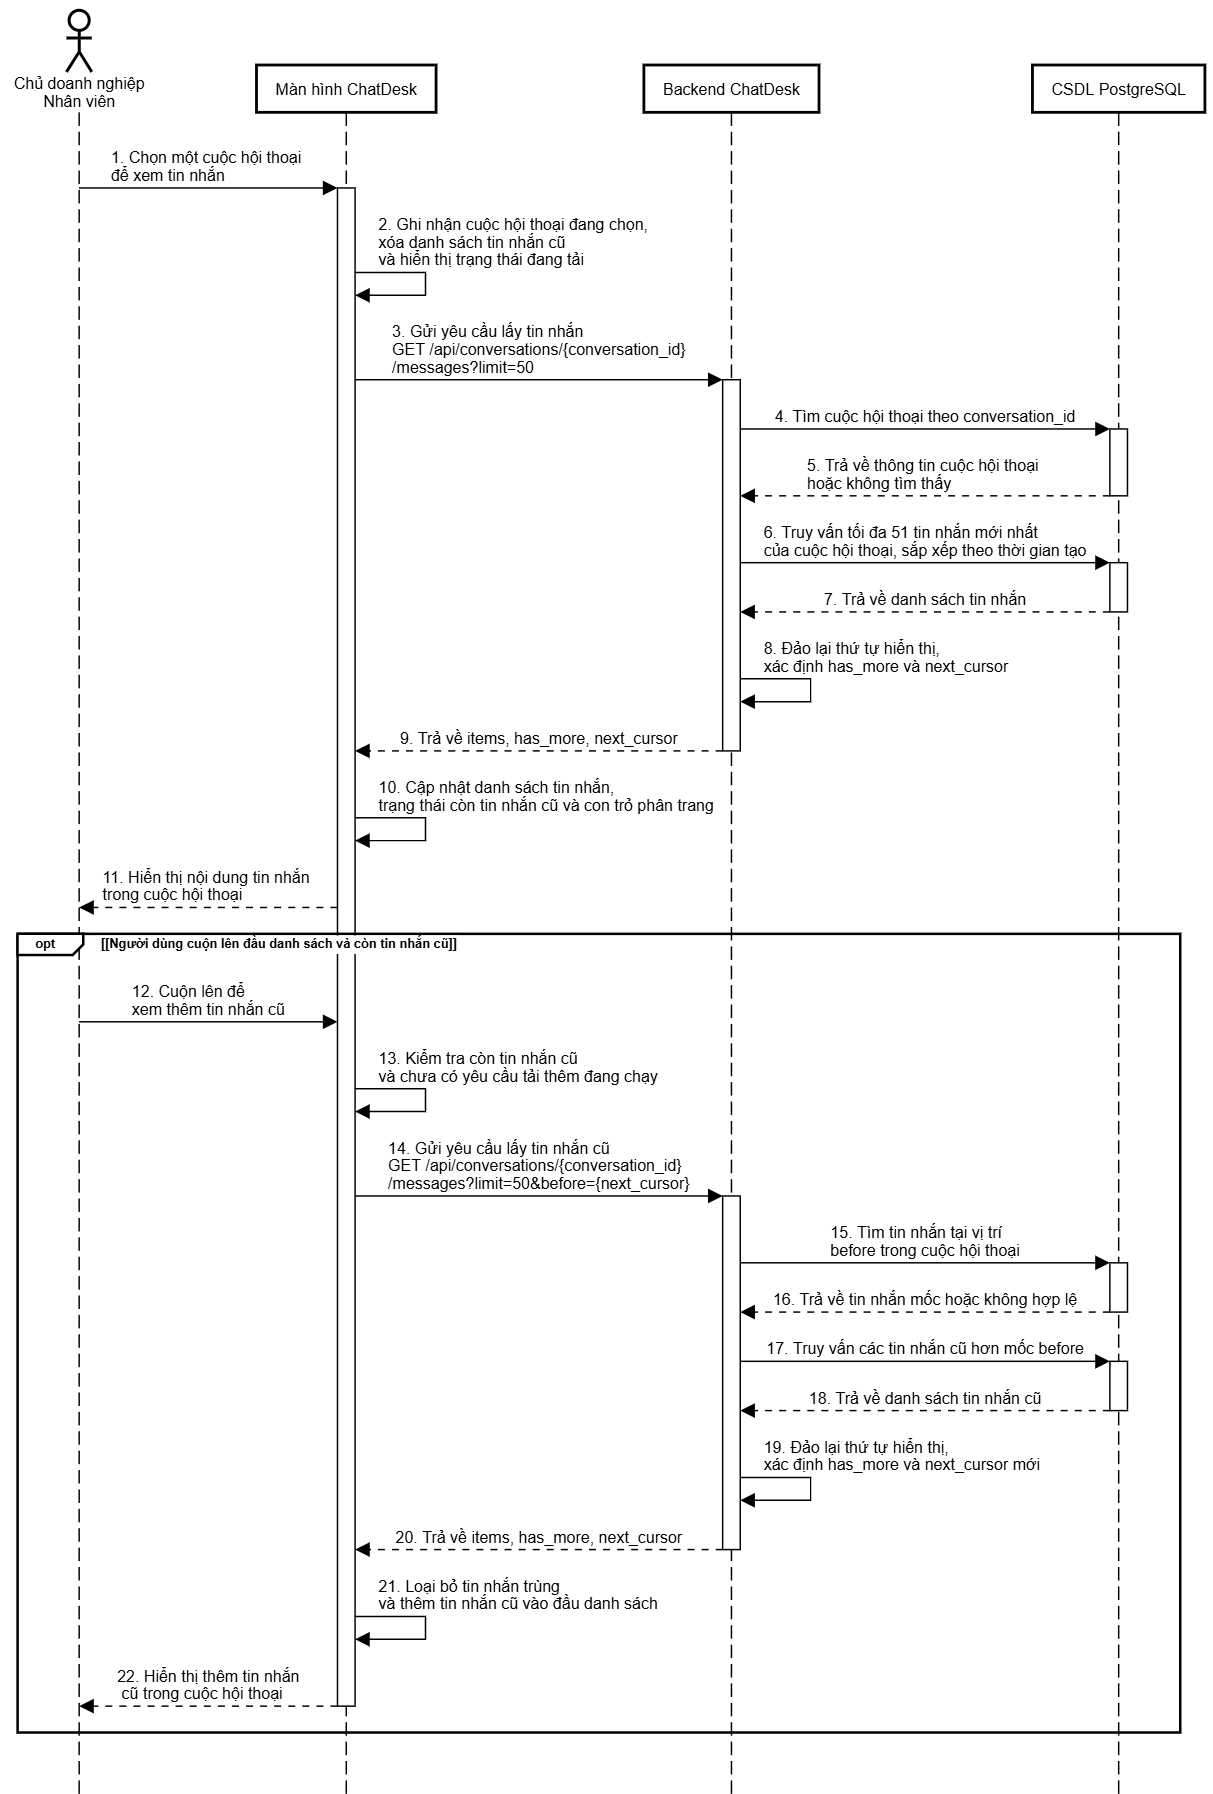 Chủ doanh nghiệp
Nhân viên
Màn hình ChatDesk
Backend ChatDesk
CSDL PostgreSQL
1. Chọn một cuộc hội thoại
để xem tin nhắn
2. Ghi nhận cuộc hội thoại đang chọn,
xóa danh sách tin nhắn cũ
và hiển thị trạng thái đang tải
3. Gửi yêu cầu lấy tin nhắn
GET /api/conversations/{conversation_id}
/messages?limit=50
4. Tìm cuộc hội thoại theo conversation_id
5. Trả về thông tin cuộc hội thoại
hoặc không tìm thấy
6. Truy vấn tối đa 51 tin nhắn mới nhất
của cuộc hội thoại, sắp xếp theo thời gian tạo
7. Trả về danh sách tin nhắn
8. Đảo lại thứ tự hiển thị,
xác định has_more và next_cursor
9. Trả về items, has_more, next_cursor
10. Cập nhật danh sách tin nhắn,
trạng thái còn tin nhắn cũ và con trỏ phân trang
11. Hiển thị nội dung tin nhắn
trong cuộc hội thoại
opt
[[Người dùng cuộn lên đầu danh sách và còn tin nhắn cũ]]
12. Cuộn lên để
xem thêm tin nhắn cũ
13. Kiểm tra còn tin nhắn cũ
và chưa có yêu cầu tải thêm đang chạy
14. Gửi yêu cầu lấy tin nhắn cũ
GET /api/conversations/{conversation_id}
/messages?limit=50&before={next_cursor}
15. Tìm tin nhắn tại vị trí
before trong cuộc hội thoại
16. Trả về tin nhắn mốc hoặc không hợp lệ
17. Truy vấn các tin nhắn cũ hơn mốc before
18. Trả về danh sách tin nhắn cũ
19. Đảo lại thứ tự hiển thị,
xác định has_more và next_cursor mới
20. Trả về items, has_more, next_cursor
21. Loại bỏ tin nhắn trùng
và thêm tin nhắn cũ vào đầu danh sách
22. Hiển thị thêm tin nhắn
cũ trong cuộc hội thoại